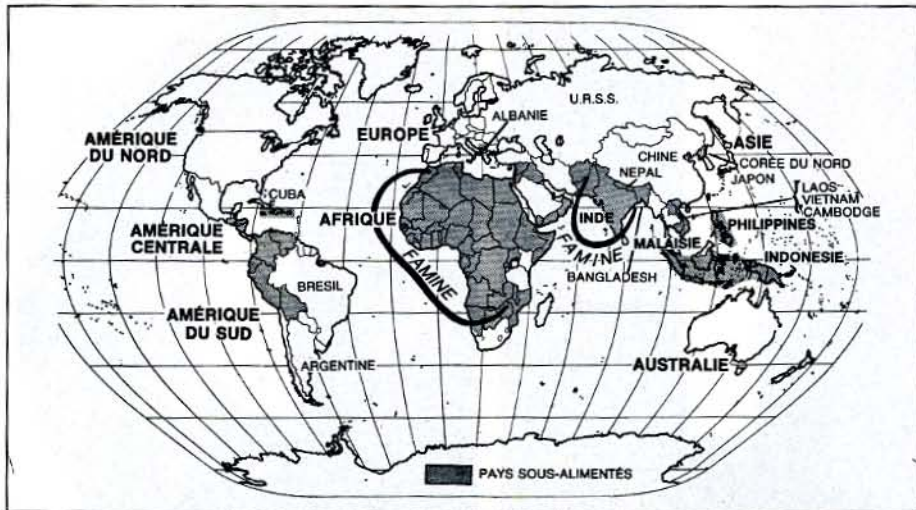 U.R.S.S.
ALBANIE
EUROPE
AMÉRIQUE
DU NORD
ASIE
CHINE
CORÉE DU NORD
NEPAL
JAPON
CUBA
LAOS
VIETNAM
CAMBODGE
AFRIQUE
INDE
PHILIPPINES
AMÉRIQUE
CENTRALE
MALAISIE
INDONESIE
FAMINE
FAMINE
BANGLADESH
BRESIL
AMÉRIQUE
DU SUD
ARGENTINE
AUSTRALIE
PAYS SOUS-ALIMENTÉS